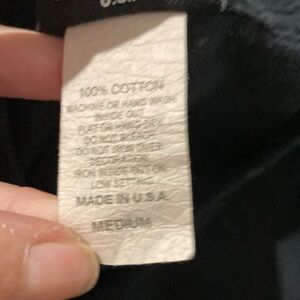 100% COTTON
MACHINE OR HAND WASH
INSIDE OUT
FLAT OR HANG DRY
DO NOT BLEACH
DO NOT IRON OVER
DECORATION
IRON INSIDE OUT ON
LOW SETTING
MADE IN U.S.A.
MEDIUM